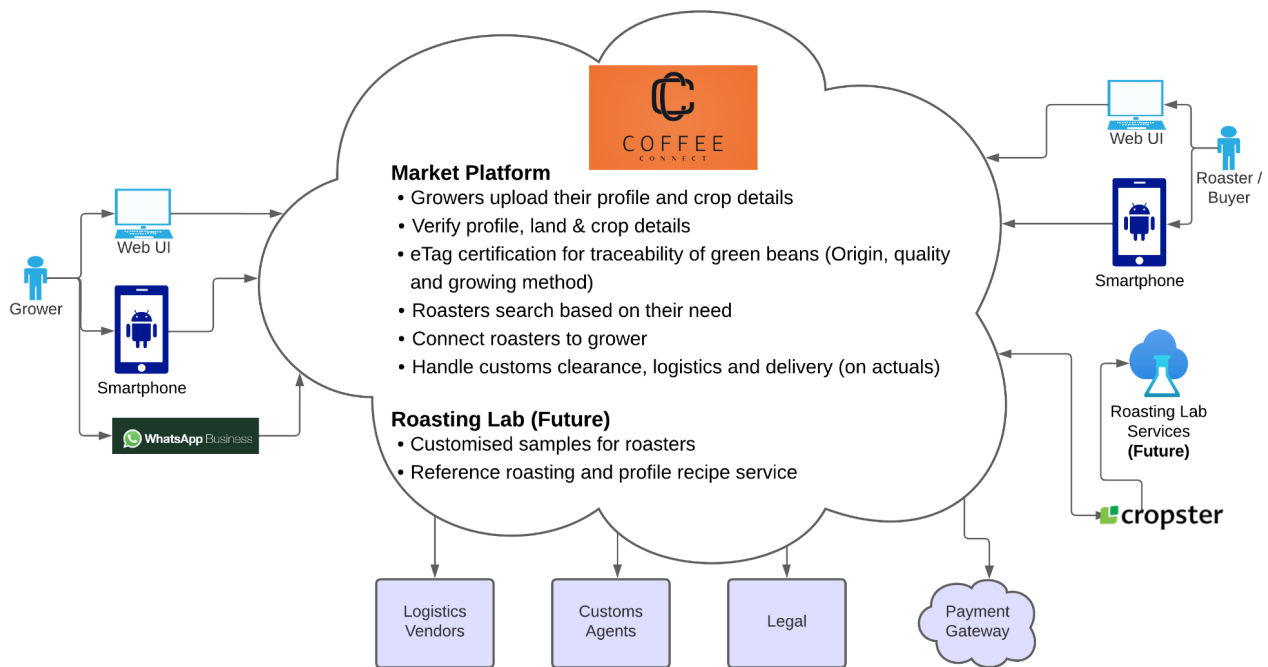 CC
COFFEE
CONNECT
Market Platform
• Growers upload their profile and crop details
• Verify profile, land & crop details
• eTag certification for traceability of green beans (Origin, quality
and growing method)
• Roasters search based on their need
• Connect roasters to grower
• Handle customs clearance, logistics and delivery (on actuals)
Roasting Lab (Future)
• Customised samples for roasters
• Reference roasting and profile recipe service
Grower
Web UI
Smartphone
WhatsApp Business
Web UI
Roaster /
Buyer
Smartphone
Roasting Lab
Services
(Future)
cropster
Logistics
Vendors
Customs
Agents
Legal
Payment
Gateway